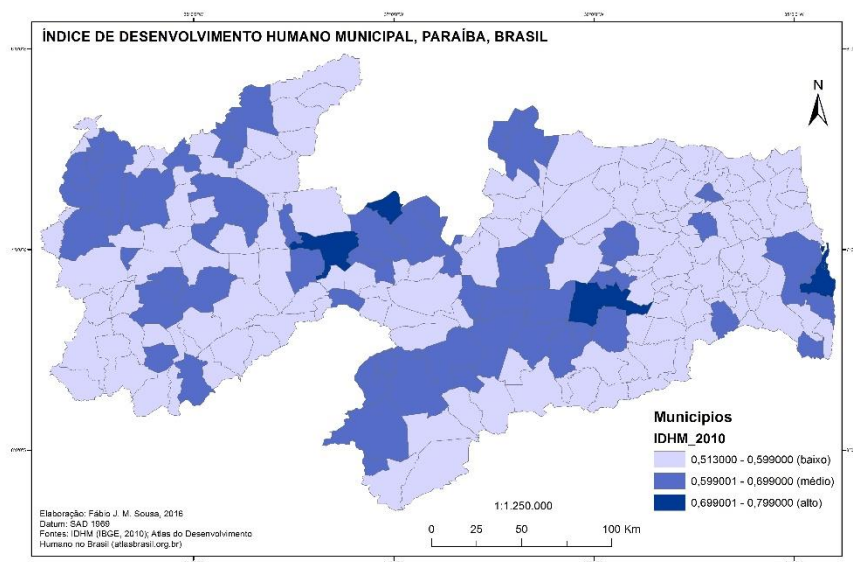 ÍNDICE DE DESENVOLVIMENTO HUMANO MUNICIPAL, PARAÍBA, BRASIL
N
Municipios
IDHM_2010
0,513000 - 0,599000 (baixo)
0,599001 - 0,699000 (médio)
0,699001 - 0,799000 (alto)
1:1.250.000
0 25 50 100 Km
Elaboração: Fábio J. M. Sousa, 2016
Datum: SAD 1969
Fontes: IDHM (IBGE, 2010); Atlas do Desenvolvimento
Humano no Brasil (atlasbrasil.org.br)